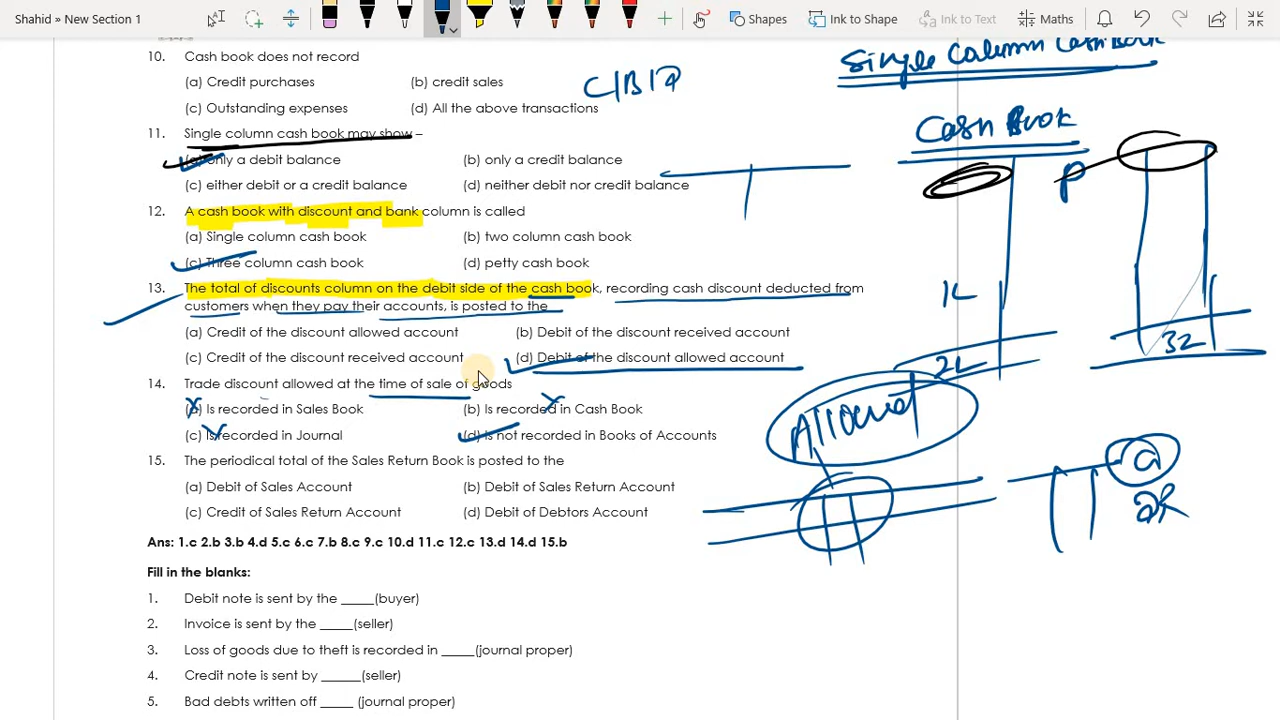 Shahid » New Section 1
Shapes
Ink to Shape
Ink to Text
Maths
Single Column Cash Book
10. Cash book does not record
(a) Credit purchases (b) credit sales
(c) Outstanding expenses (d) All the above transactions
11. Single column cash book may show –
(a) only a debit balance (b) only a credit balance
(c) either debit or a credit balance (d) neither debit nor credit balance
12. A cash book with discount and bank column is called
(a) Single column cash book (b) two column cash book
(c) Three column cash book (d) petty cash book
13. The total of discounts column on the debit side of the cash book, recording cash discount deducted from
customers when they pay their accounts, is posted to the
(a) Credit of the discount allowed account (b) Debit of the discount received account
(c) Credit of the discount received account (d) Debit of the discount allowed account
14. Trade discount allowed at the time of sale of goods
(a) Is recorded in Sales Book (b) Is recorded in Cash Book
(c) Is recorded in Journal (d) Is not recorded in Books of Accounts
15. The periodical total of the Sales Return Book is posted to the
(a) Debit of Sales Account (b) Debit of Sales Return Account
(c) Credit of Sales Return Account (d) Debit of Debtors Account
Ans: 1.c 2.b 3.b 4.d 5.c 6.c 7.b 8.c 9.c 10.d 11.c 12.c 13.d 14.d 15.b
Fill in the blanks:
1. Debit note is sent by the _____(buyer)
2. Invoice is sent by the _____(seller)
3. Loss of goods due to theft is recorded in _____(journal proper)
4. Credit note is sent by ______(seller)
5. Bad debts written off _____ (journal proper)
Cash Book
P
1L
2L
32
Allowed
a